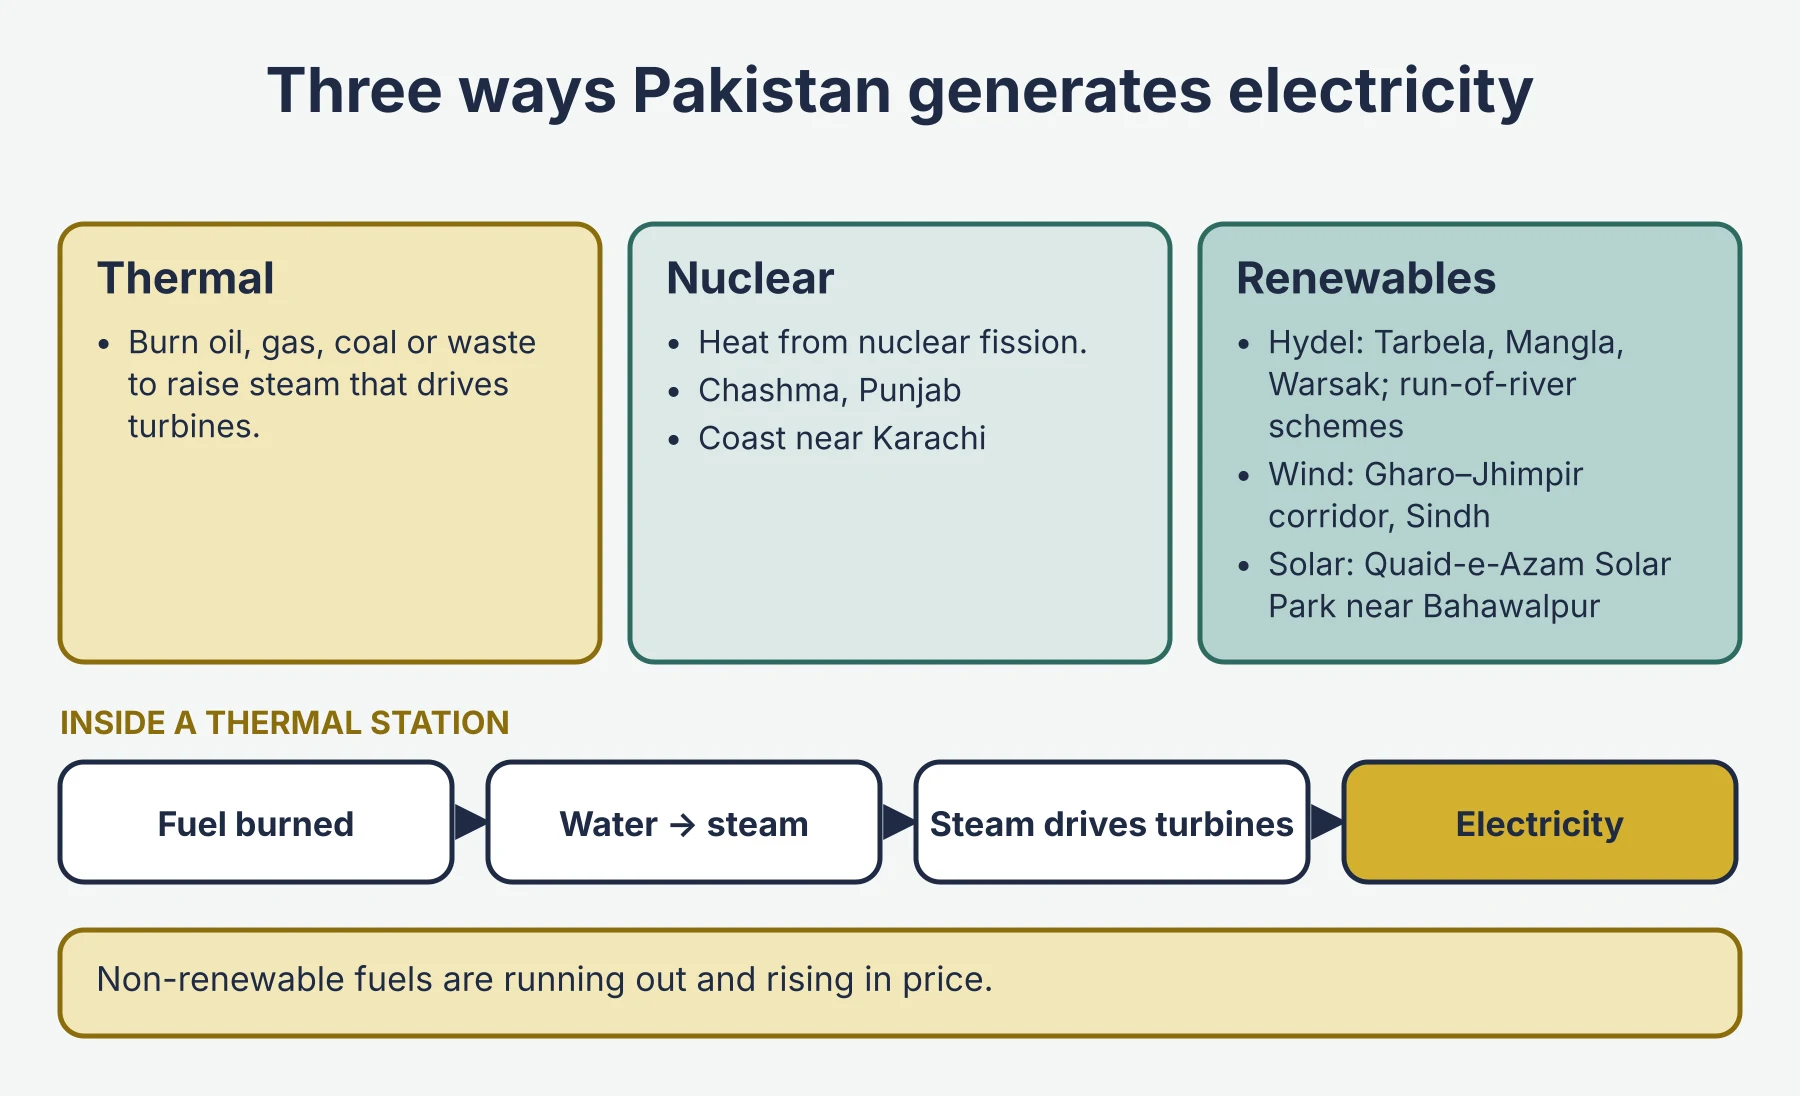 Three ways Pakistan generates electricity
Thermal
• Burn oil, gas, coal or waste
to raise steam that drives
turbines.
Nuclear
• Heat from nuclear fission.
• Chashma, Punjab
• Coast near Karachi
Renewables
• Hydel: Tarbela, Mangla,
Warsak; run-of-river
schemes
• Wind: Gharo–Jhimpir
corridor, Sindh
• Solar: Quaid-e-Azam Solar
Park near Bahawalpur
INSIDE A THERMAL STATION
Fuel burned
Water → steam
Steam drives turbines
Electricity
Non-renewable fuels are running out and rising in price.